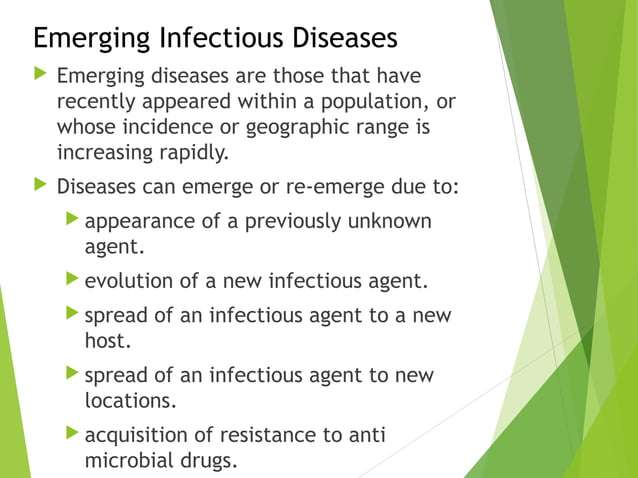 Emerging Infectious Diseases
Emerging diseases are those that have
recently appeared within a population, or
whose incidence or geographic range is
increasing rapidly.
Diseases can emerge or re-emerge due to:
appearance of a previously unknown
agent.
evolution of a new infectious agent.
spread of an infectious agent to a new
host.
spread of an infectious agent to new
locations.
acquisition of resistance to anti
microbial drugs.